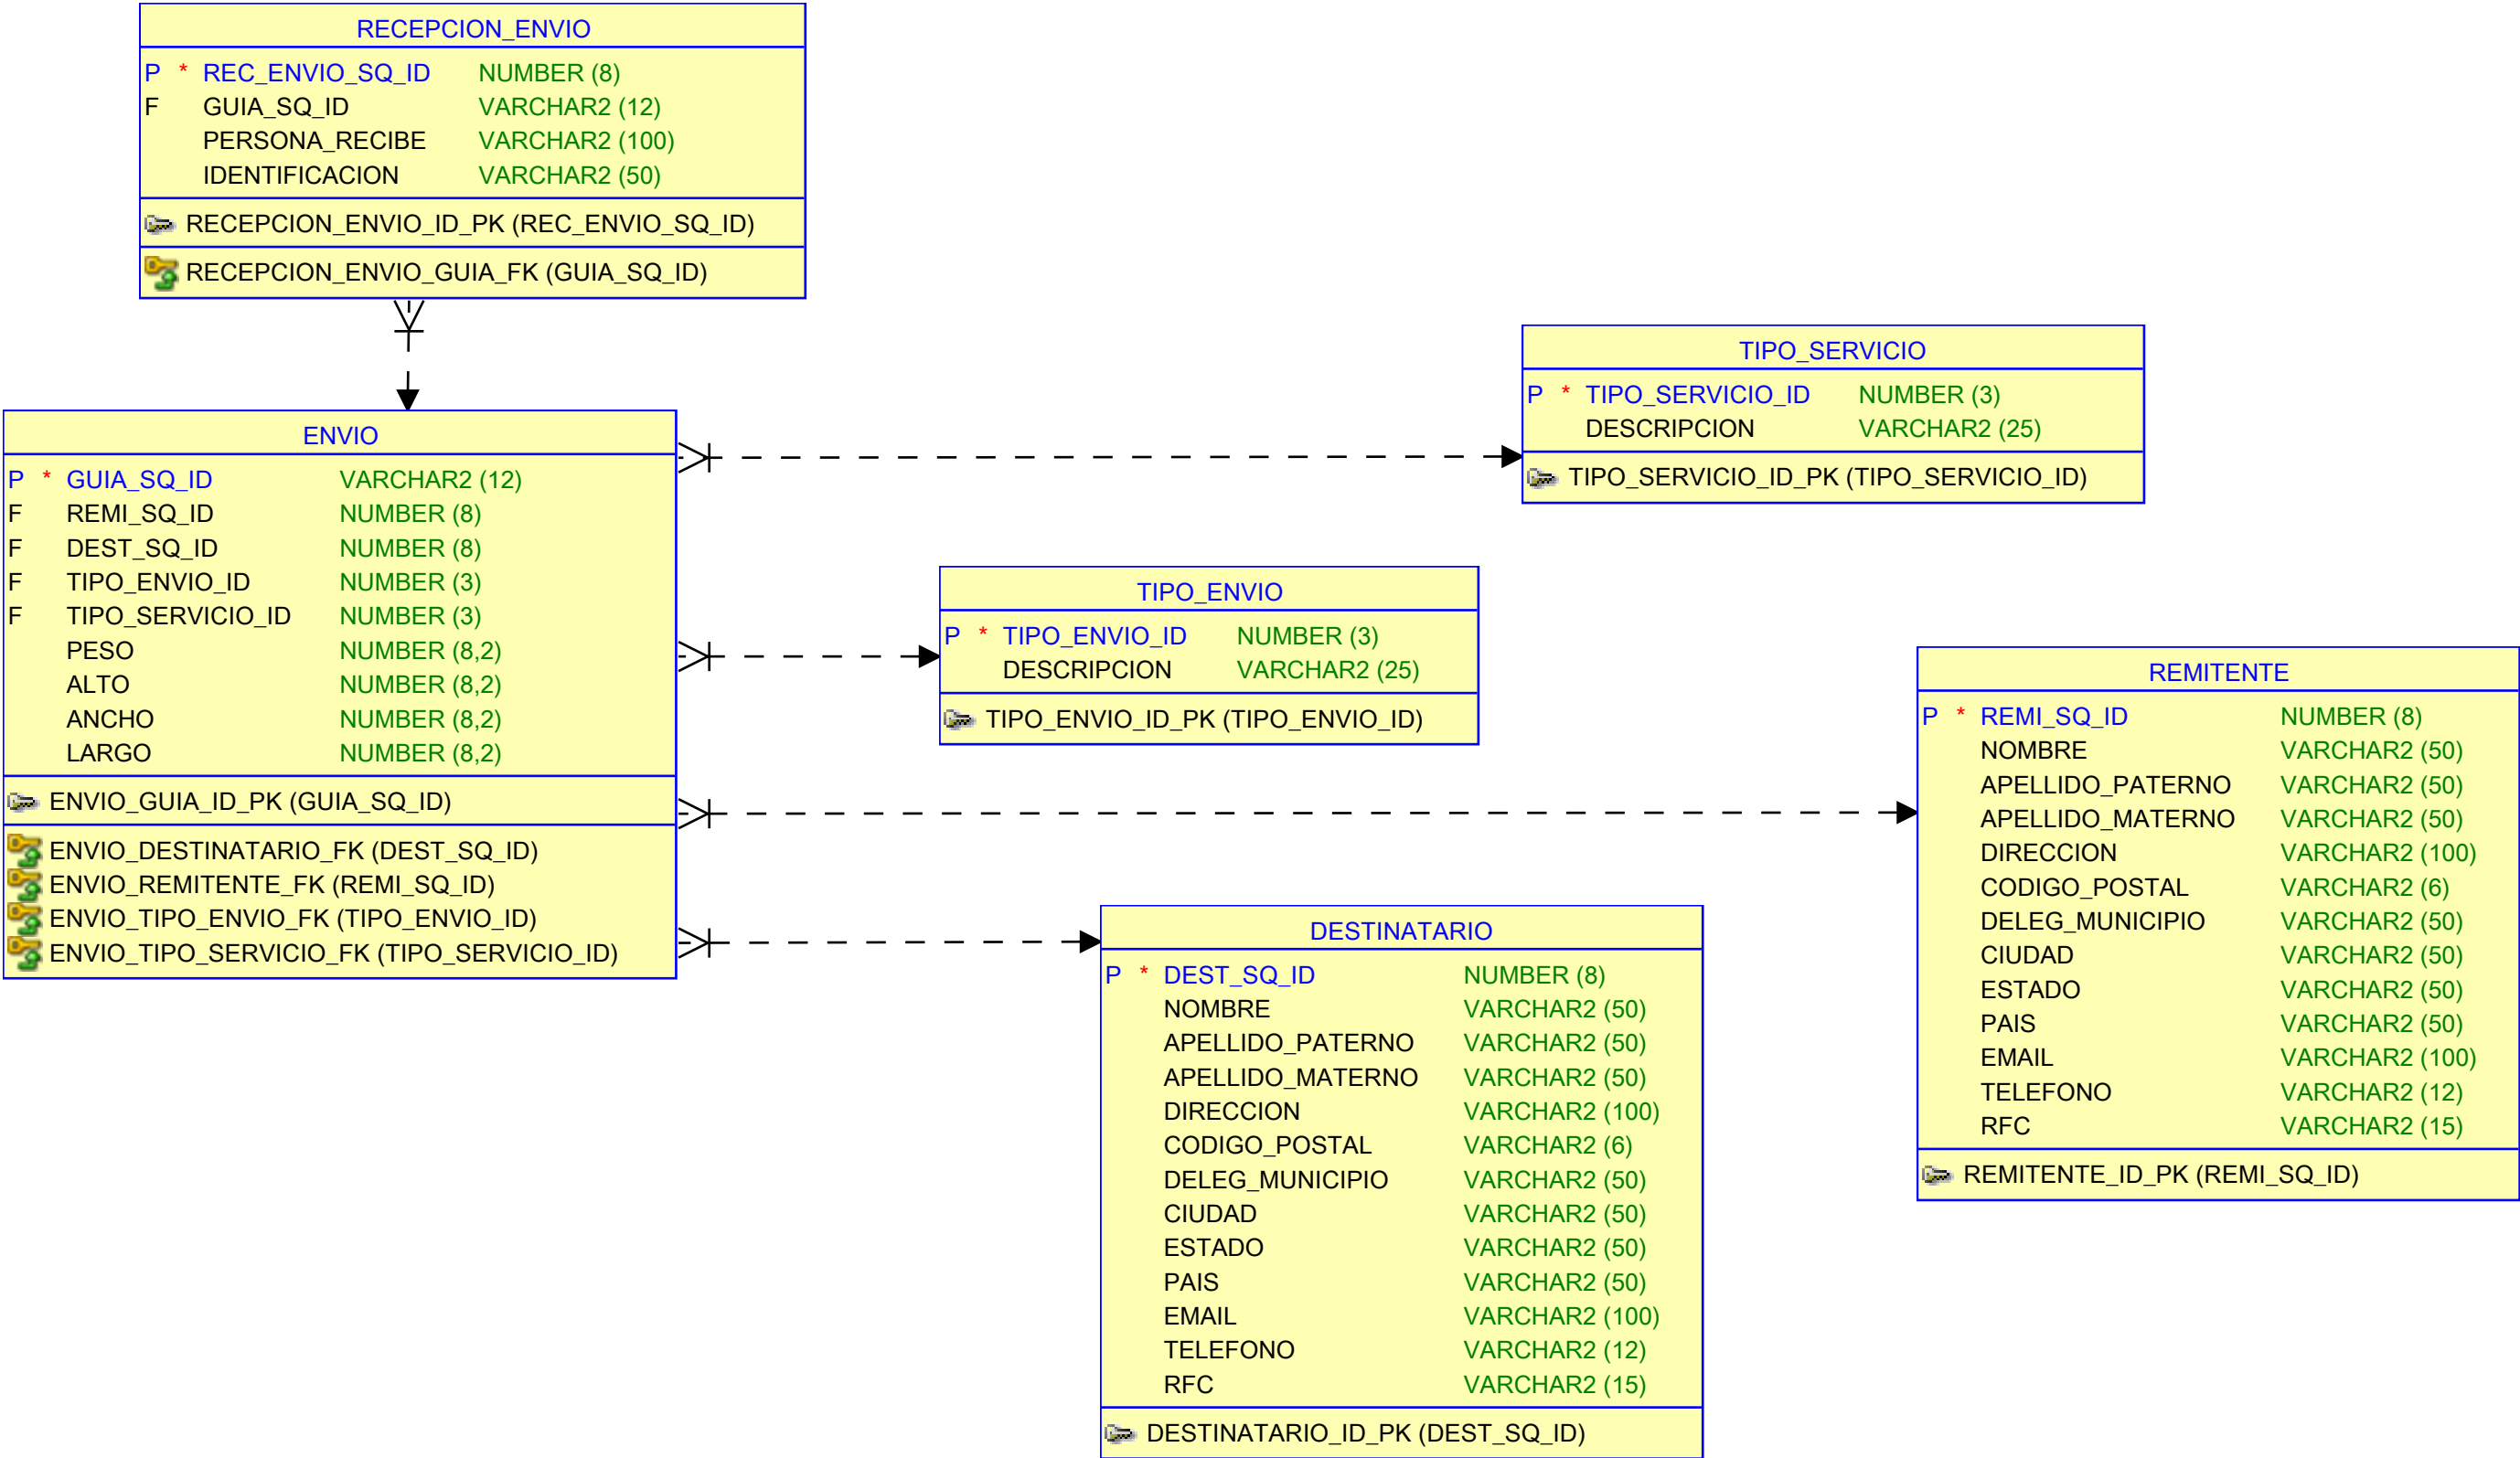 RECEPCION_ENVIO
P * REC_ENVIO_SQ_ID NUMBER (8)
F GUIA_SQ_ID VARCHAR2 (12)
PERSONA_RECIBE VARCHAR2 (100)
IDENTIFICACION VARCHAR2 (50)
RECEPCION_ENVIO_ID_PK (REC_ENVIO_SQ_ID)
RECEPCION_ENVIO_GUIA_FK (GUIA_SQ_ID)
ENVIO
P * GUIA_SQ_ID VARCHAR2 (12)
F REMI_SQ_ID NUMBER (8)
F DEST_SQ_ID NUMBER (8)
F TIPO_ENVIO_ID NUMBER (3)
F TIPO_SERVICIO_ID NUMBER (3)
PESO NUMBER (8,2)
ALTO NUMBER (8,2)
ANCHO NUMBER (8,2)
LARGO NUMBER (8,2)
ENVIO_GUIA_ID_PK (GUIA_SQ_ID)
ENVIO_DESTINATARIO_FK (DEST_SQ_ID)
ENVIO_REMITENTE_FK (REMI_SQ_ID)
ENVIO_TIPO_ENVIO_FK (TIPO_ENVIO_ID)
ENVIO_TIPO_SERVICIO_FK (TIPO_SERVICIO_ID)
TIPO_SERVICIO
P * TIPO_SERVICIO_ID NUMBER (3)
DESCRIPCION VARCHAR2 (25)
TIPO_SERVICIO_ID_PK (TIPO_SERVICIO_ID)
TIPO_ENVIO
P * TIPO_ENVIO_ID NUMBER (3)
DESCRIPCION VARCHAR2 (25)
TIPO_ENVIO_ID_PK (TIPO_ENVIO_ID)
REMITENTE
P * REMI_SQ_ID NUMBER (8)
NOMBRE VARCHAR2 (50)
APELLIDO_PATERNO VARCHAR2 (50)
APELLIDO_MATERNO VARCHAR2 (50)
DIRECCION VARCHAR2 (100)
CODIGO_POSTAL VARCHAR2 (6)
DELEG_MUNICIPIO VARCHAR2 (50)
CIUDAD VARCHAR2 (50)
ESTADO VARCHAR2 (50)
PAIS VARCHAR2 (50)
EMAIL VARCHAR2 (100)
TELEFONO VARCHAR2 (12)
RFC VARCHAR2 (15)
REMITENTE_ID_PK (REMI_SQ_ID)
DESTINATARIO
P * DEST_SQ_ID NUMBER (8)
NOMBRE VARCHAR2 (50)
APELLIDO_PATERNO VARCHAR2 (50)
APELLIDO_MATERNO VARCHAR2 (50)
DIRECCION VARCHAR2 (100)
CODIGO_POSTAL VARCHAR2 (6)
DELEG_MUNICIPIO VARCHAR2 (50)
CIUDAD VARCHAR2 (50)
ESTADO VARCHAR2 (50)
PAIS VARCHAR2 (50)
EMAIL VARCHAR2 (100)
TELEFONO VARCHAR2 (12)
RFC VARCHAR2 (15)
DESTINATARIO_ID_PK (DEST_SQ_ID)